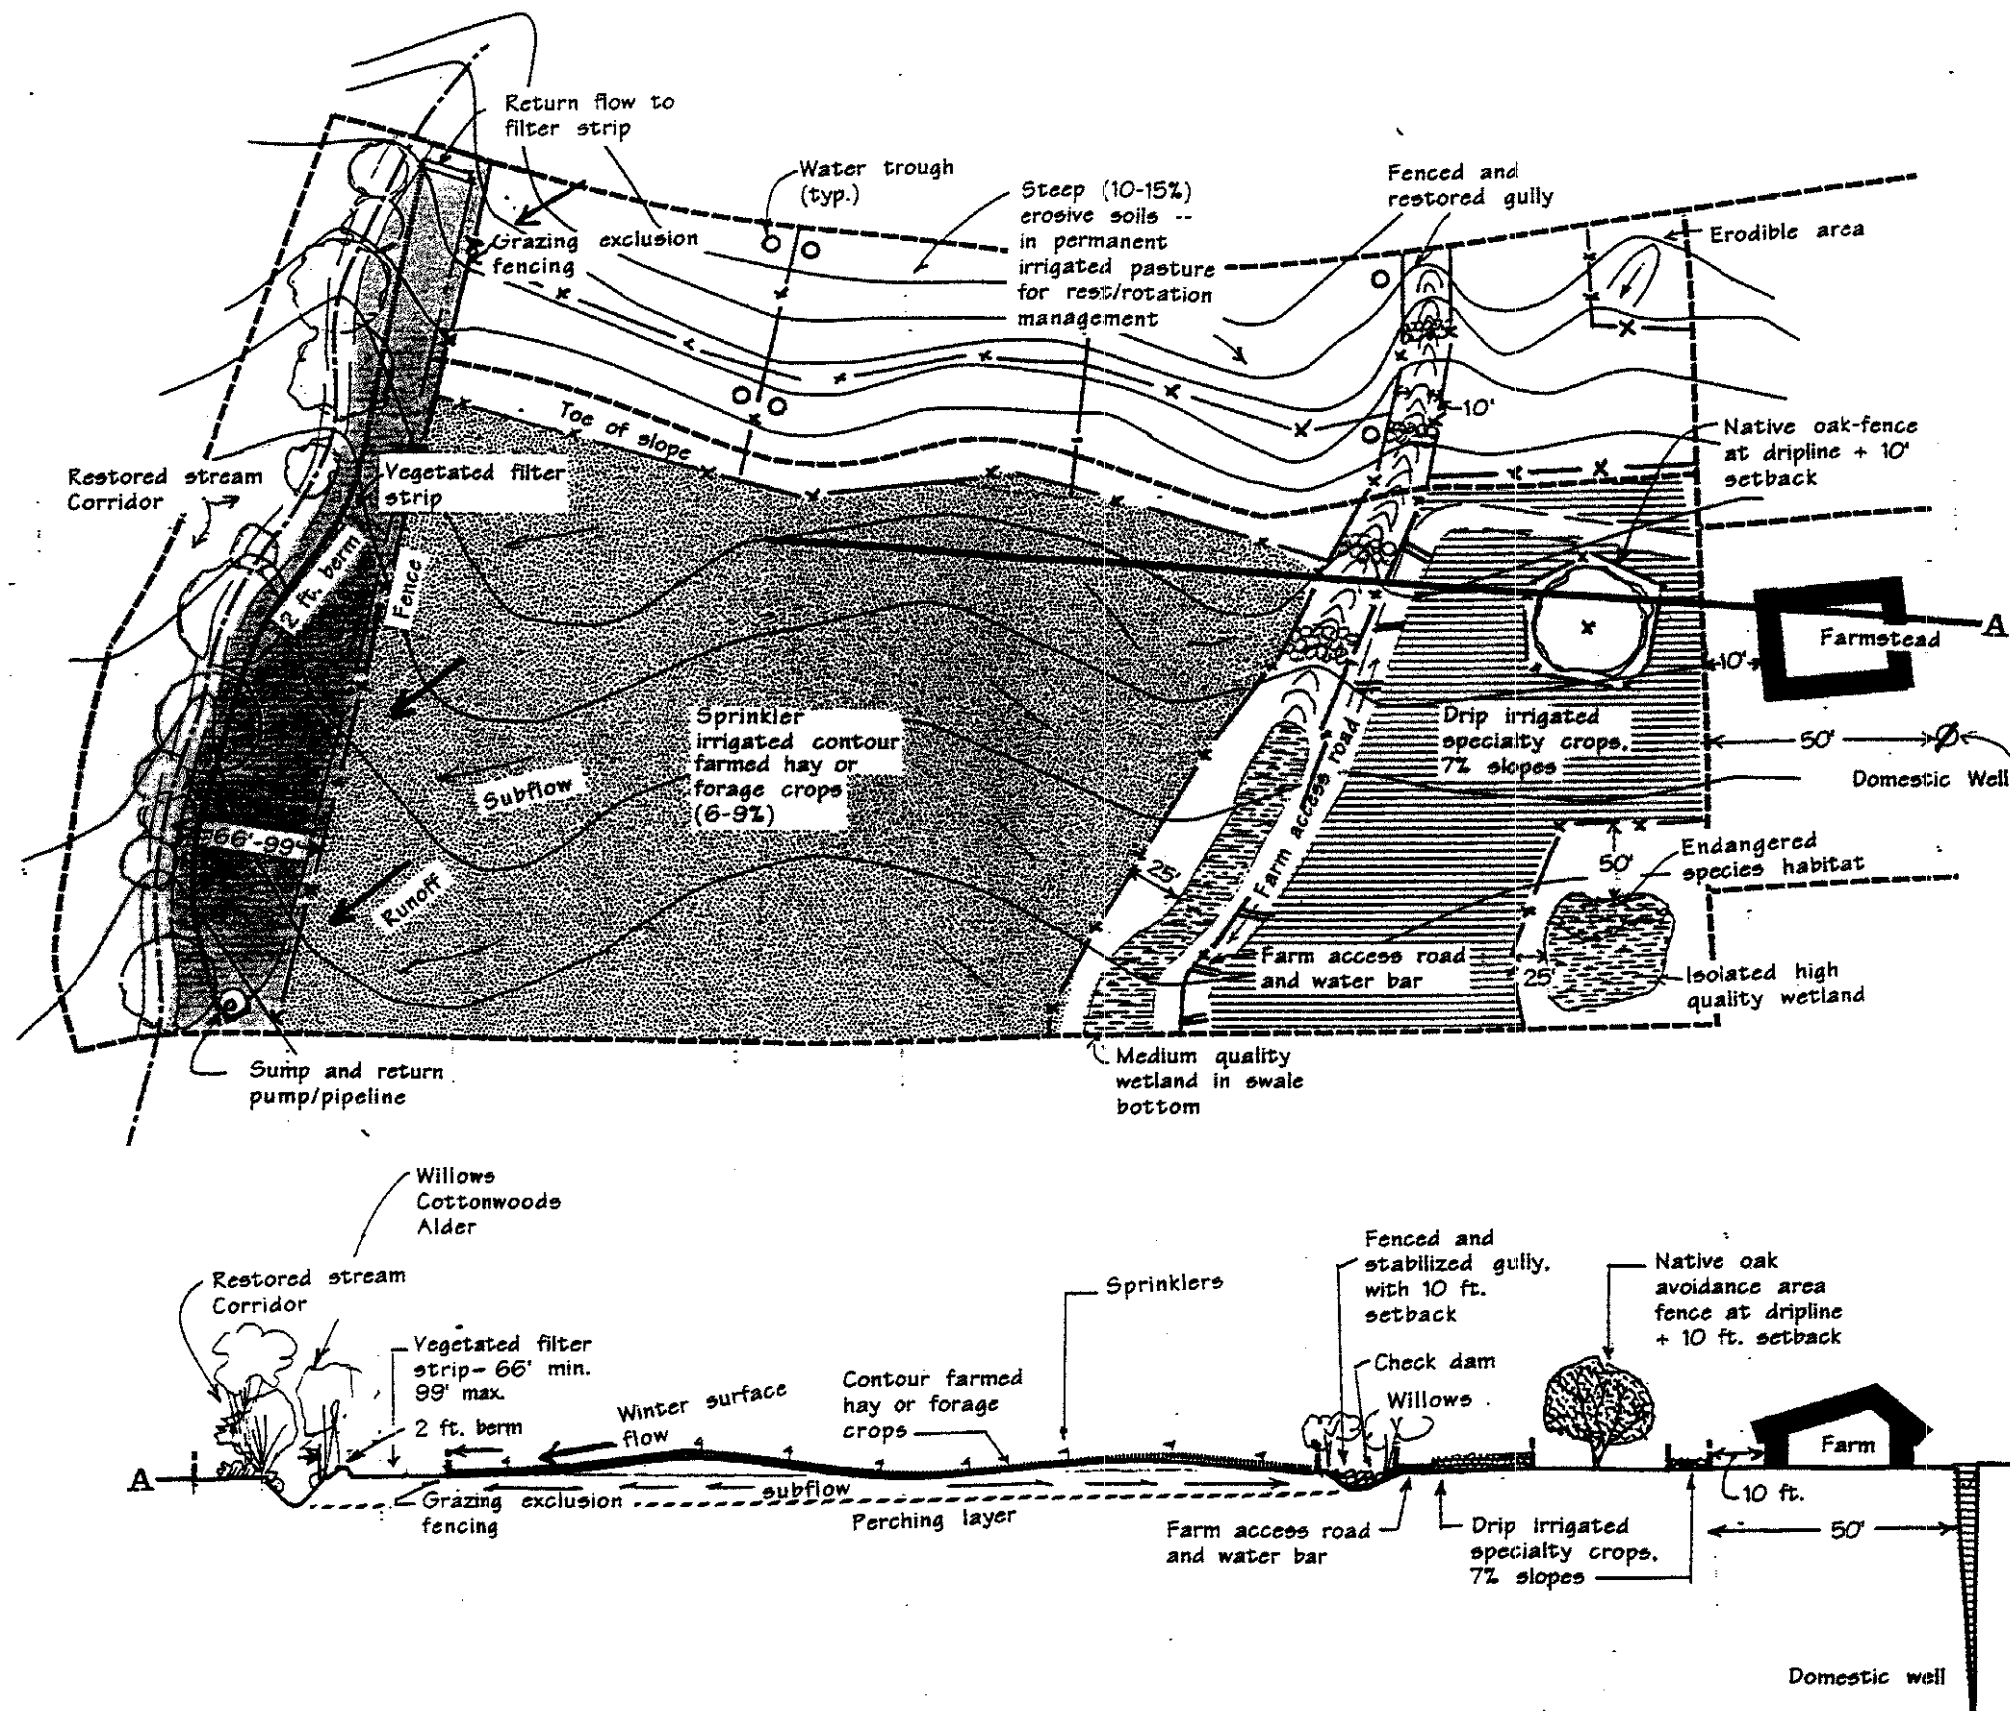 Return flow to
filter strip
Water trough
(typ.)
Steep (10-15%)
erosive soils --
in permanent
irrigated pasture
for rest/rotation
management
Fenced and
restored gully
Erodible area
Grazing exclusion
fencing
10'
Toe of slope
Native oak-fence
at dripline + 10'
setback
Restored stream
Corridor
Vegetated filter
strip
2 ft. berm
Fence
A
Farmstead
10'
Sprinkler
irrigated contour
farmed hay or
forage crops
(6-9%)
Subflow
Drip irrigated
specialty crops.
7% slopes
50'
Domestic Well
Farm access road
66'-99'
Runoff
25'
50'
Endangered
species habitat
Farm access road
and water bar
25'
Isolated high
quality wetland
Sump and return
pump/pipeline
Medium quality
wetland in swale
bottom
Willows
Cottonwoods
Alder
Restored stream
Corridor
Vegetated filter
strip- 66' min.
99' max.
2 ft. berm
Winter surface
flow
Contour farmed
hay or forage
crops
Sprinklers
Fenced and
stabilized gully.
with 10 ft.
setback
Check dam
Willows
Native oak
avoidance area
fence at dripline
+ 10 ft. setback
Farm
A
Grazing exclusion
fencing
subflow
Perching layer
Farm access road
and water bar
Drip irrigated
specialty crops.
7% slopes
10 ft.
50'
Domestic well